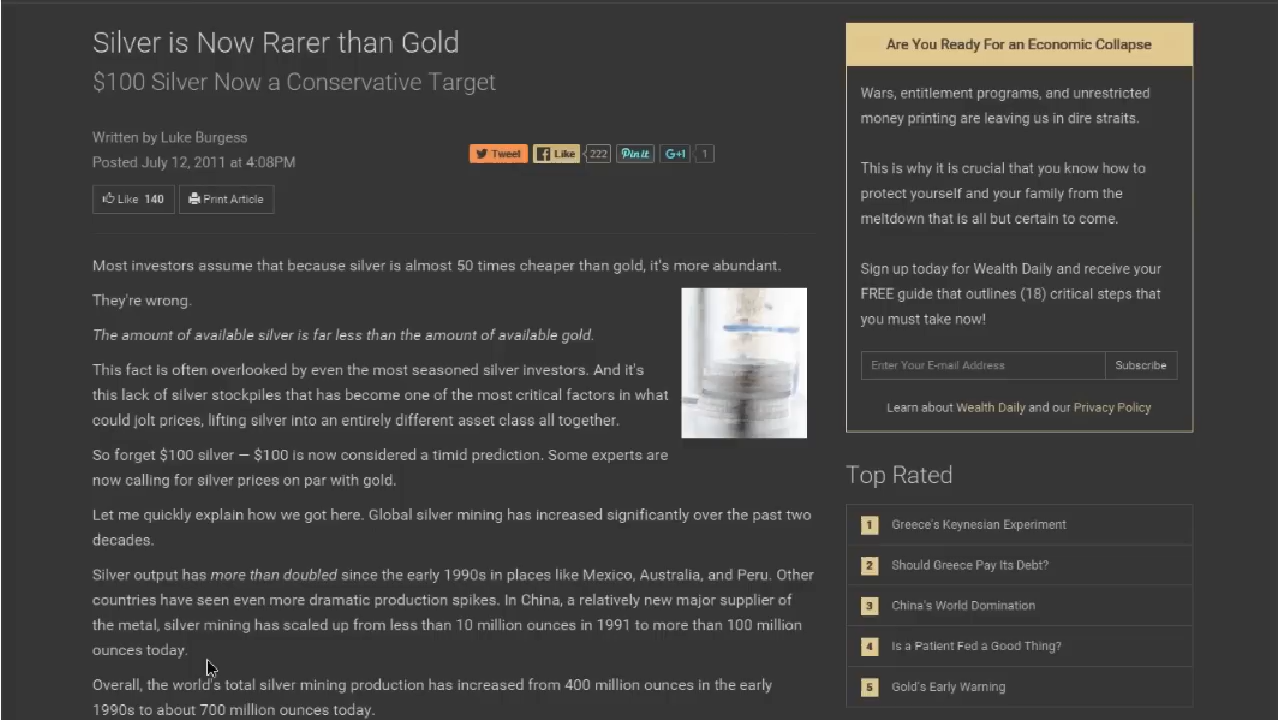 Silver is Now Rarer than Gold
$100 Silver Now a Conservative Target
Written by Luke Burgess
Posted July 12, 2011 at 4:08PM
Tweet Like 222 Pin it G+1 1
Like 140 Print Article
Most investors assume that because silver is almost 50 times cheaper than gold, it's more abundant.
They're wrong.
The amount of available silver is far less than the amount of available gold.
This fact is often overlooked by even the most seasoned silver investors. And it's
this lack of silver stockpiles that has become one of the most critical factors in what
could jolt prices, lifting silver into an entirely different asset class all together.
So forget $100 silver — $100 is now considered a timid prediction. Some experts are
now calling for silver prices on par with gold.
Let me quickly explain how we got here. Global silver mining has increased significantly over the past two
decades.
Silver output has more than doubled since the early 1990s in places like Mexico, Australia, and Peru. Other
countries have seen even more dramatic production spikes. In China, a relatively new major supplier of
the metal, silver mining has scaled up from less than 10 million ounces in 1991 to more than 100 million
ounces today.
Overall, the world's total silver mining production has increased from 400 million ounces in the early
1990s to about 700 million ounces today.
Are You Ready For an Economic Collapse
Wars, entitlement programs, and unrestricted
money printing are leaving us in dire straits.
This is why it is crucial that you know how to
protect yourself and your family from the
meltdown that is all but certain to come.
Sign up today for Wealth Daily and receive your
FREE guide that outlines (18) critical steps that
you must take now!
Enter Your E-mail Address Subscribe
Learn about Wealth Daily and our Privacy Policy
Top Rated
1 Greece's Keynesian Experiment
2 Should Greece Pay Its Debt?
3 China's World Domination
4 Is a Patient Fed a Good Thing?
5 Gold's Early Warning